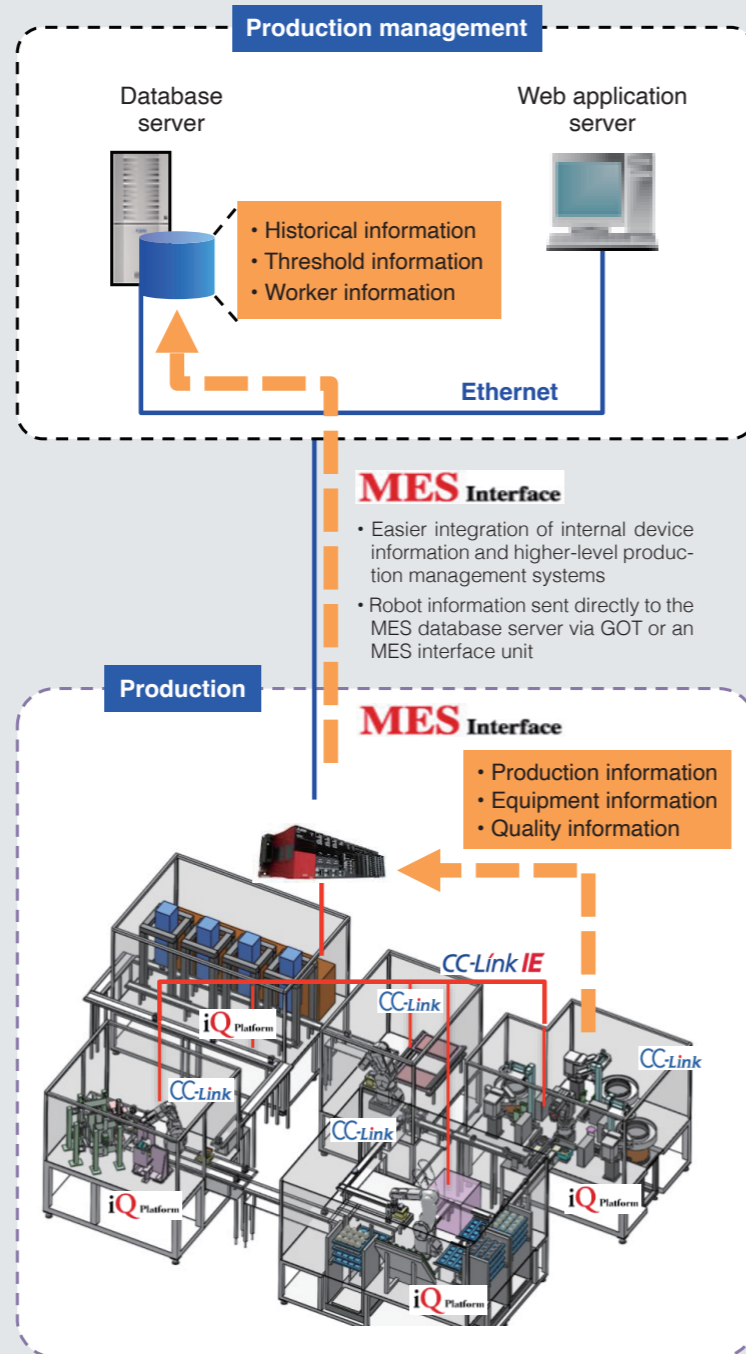 Production management
Database
server
Web application
server
• Historical information
• Threshold information
• Worker information
Ethernet
MES Interface
• Easier integration of internal device
information and higher-level produc-
tion management systems
• Robot information sent directly to the
MES database server via GOT or an
MES interface unit
Production
MES Interface
• Production information
• Equipment information
• Quality information
CC-Link IE
CC-Link
iQ Platform
CC-Link
CC-Link
CC-Link
iQ Platform
iQ Platform
iQ Platform